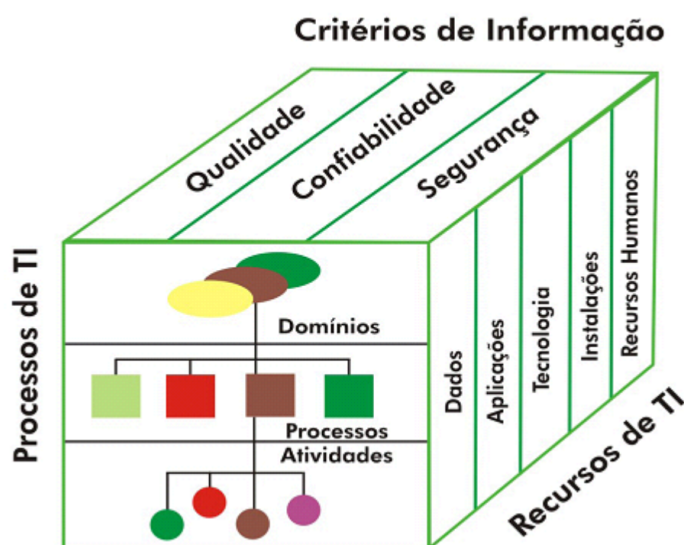 Critérios de Informação
Qualidade
Confiabilidade
Segurança
Processos de TI
Domínios
Processos
Atividades
Dados
Aplicações
Tecnologia
Instalações
Recursos Humanos
Recursos de TI